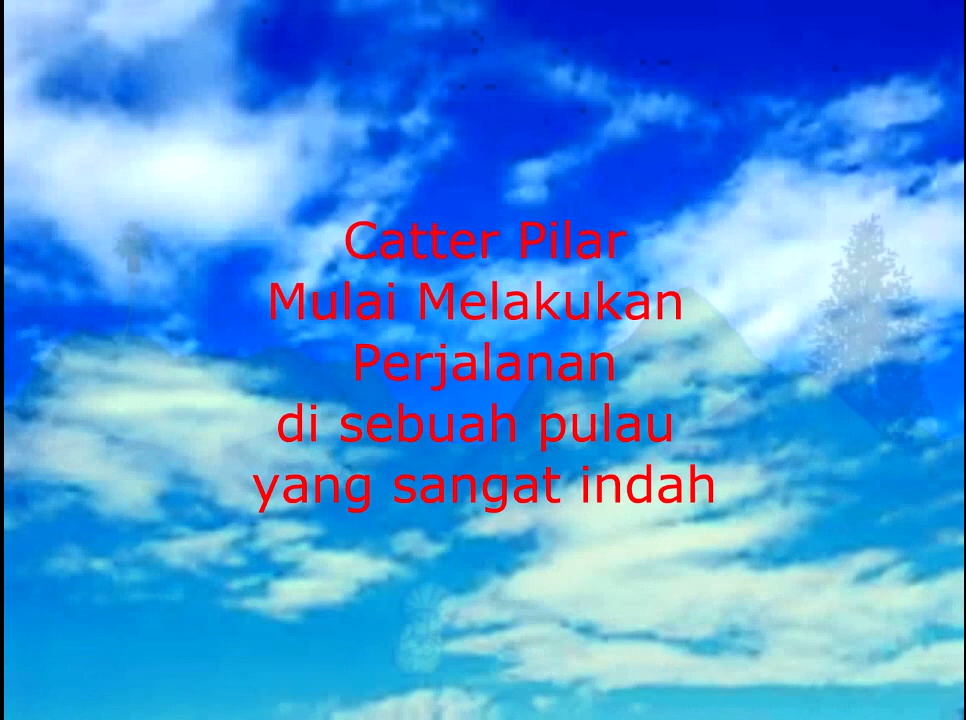 Catter Pilar
Mulai Melakukan
Perjalanan
di sebuah pulau
yang sangat indah